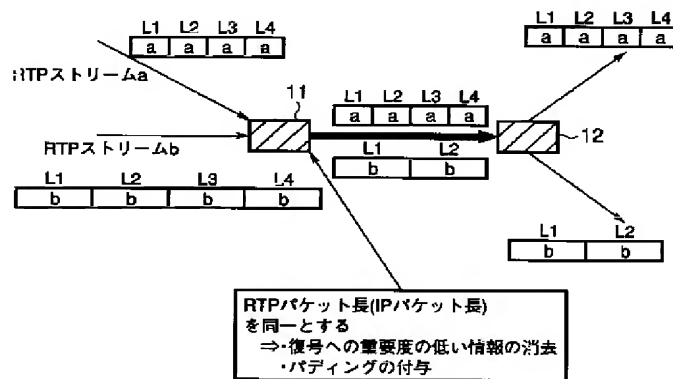 L1 L2 L3 L4
a a a a
RTPストリームa
RTPストリームb
L1 L2 L3 L4
b b b b
11
L1 L2 L3 L4
a a a a
L1 L2
b b
12
L1 L2 L3 L4
a a a a
L1 L2
b b
RTPパケット長(IPパケット長)
を同一とする
⇒・復号への重要度の低い情報の消去
・パディングの付与